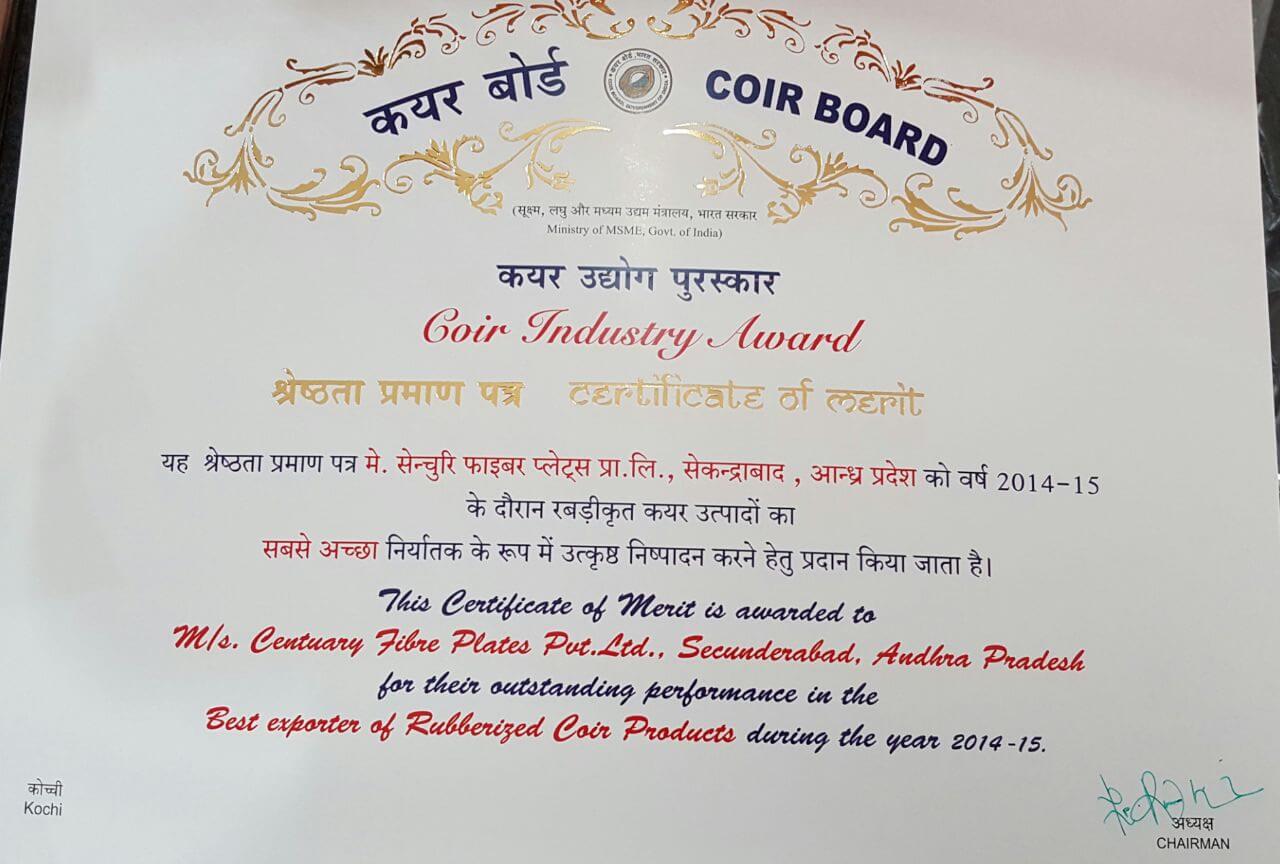 कयर बोर्ड COIR BOARD
(सूक्ष्म, लघु और मध्यम उद्यम मंत्रालय, भारत सरकार
Ministry of MSME, Govt. of India)
कयर उद्योग पुरस्कार
Coir Industry Award
श्रेष्ठता प्रमाण पत्र certificate of merit
यह श्रेष्ठता प्रमाण पत्र मे. सेन्चुरि फाइबर प्लेट्स प्रा.लि., सेकन्द्राबाद , आन्ध्र प्रदेश को वर्ष 2014-15
के दौरान रबड़ीकृत कयर उत्पादों का
सबसे अच्छा निर्यातक के रूप में उत्कृष्ठ निष्पादन करने हेतु प्रदान किया जाता है।
This Certificate of Merit is awarded to
M/s. Centuary Fibre Plates Pvt.Ltd., Secunderabad, Andhra Pradesh
for their outstanding performance in the
Best exporter of Rubberized Coir Products during the year 2014-15.
कोच्ची
Kochi
अध्यक्ष
CHAIRMAN